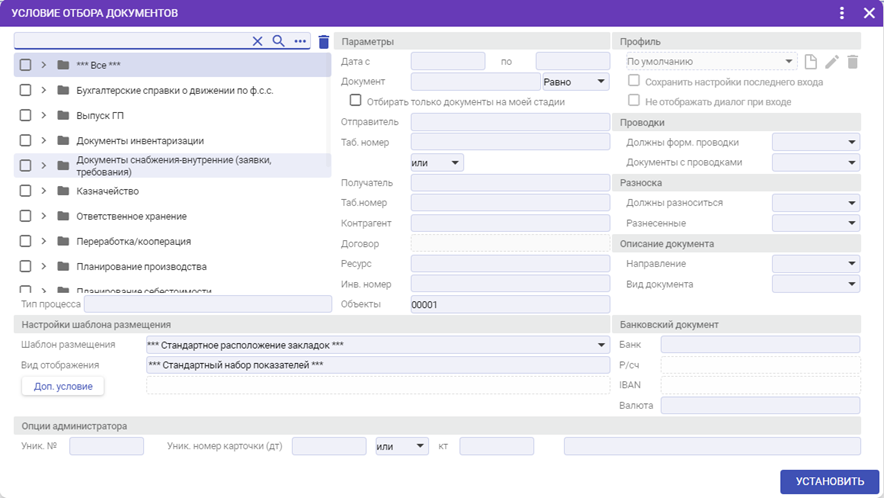 УСЛОВИЕ ОТБОРА ДОКУМЕНТОВ
*** Все ***
Бухгалтерские справки о движении по ф.с.с.
Выпуск ГП
Документы инвентаризации
Документы снабжения-внутренние (заявки,
требования)
Казначейство
Ответственное хранение
Переработка/кооперация
Планирование производства
Планирование себестоимости
Тип процесса
Параметры
Дата с по
Документ Равно
Отбирать только документы на моей стадии
Отправитель
Таб. номер
или
Получатель
Таб.номер
Контрагент
Договор
Ресурс
Инв. номер
Объекты 00001
Профиль
По умолчанию
Сохранить настройки последнего входа
Не отображать диалог при входе
Проводки
Должны форм. проводки
Документы с проводками
Разноска
Должны разноситься
Разнесенные
Описание документа
Направление
Вид документа
Настройки шаблона размещения
Шаблон размещения *** Стандартное расположение закладок ***
Вид отображения *** Стандартный набор показателей ***
Доп. условие
Банковский документ
Банк
Р/сч
IBAN
Валюта
Опции администратора
Уник. № Уник. номер карточки (дт) или кт
УСТАНОВИТЬ